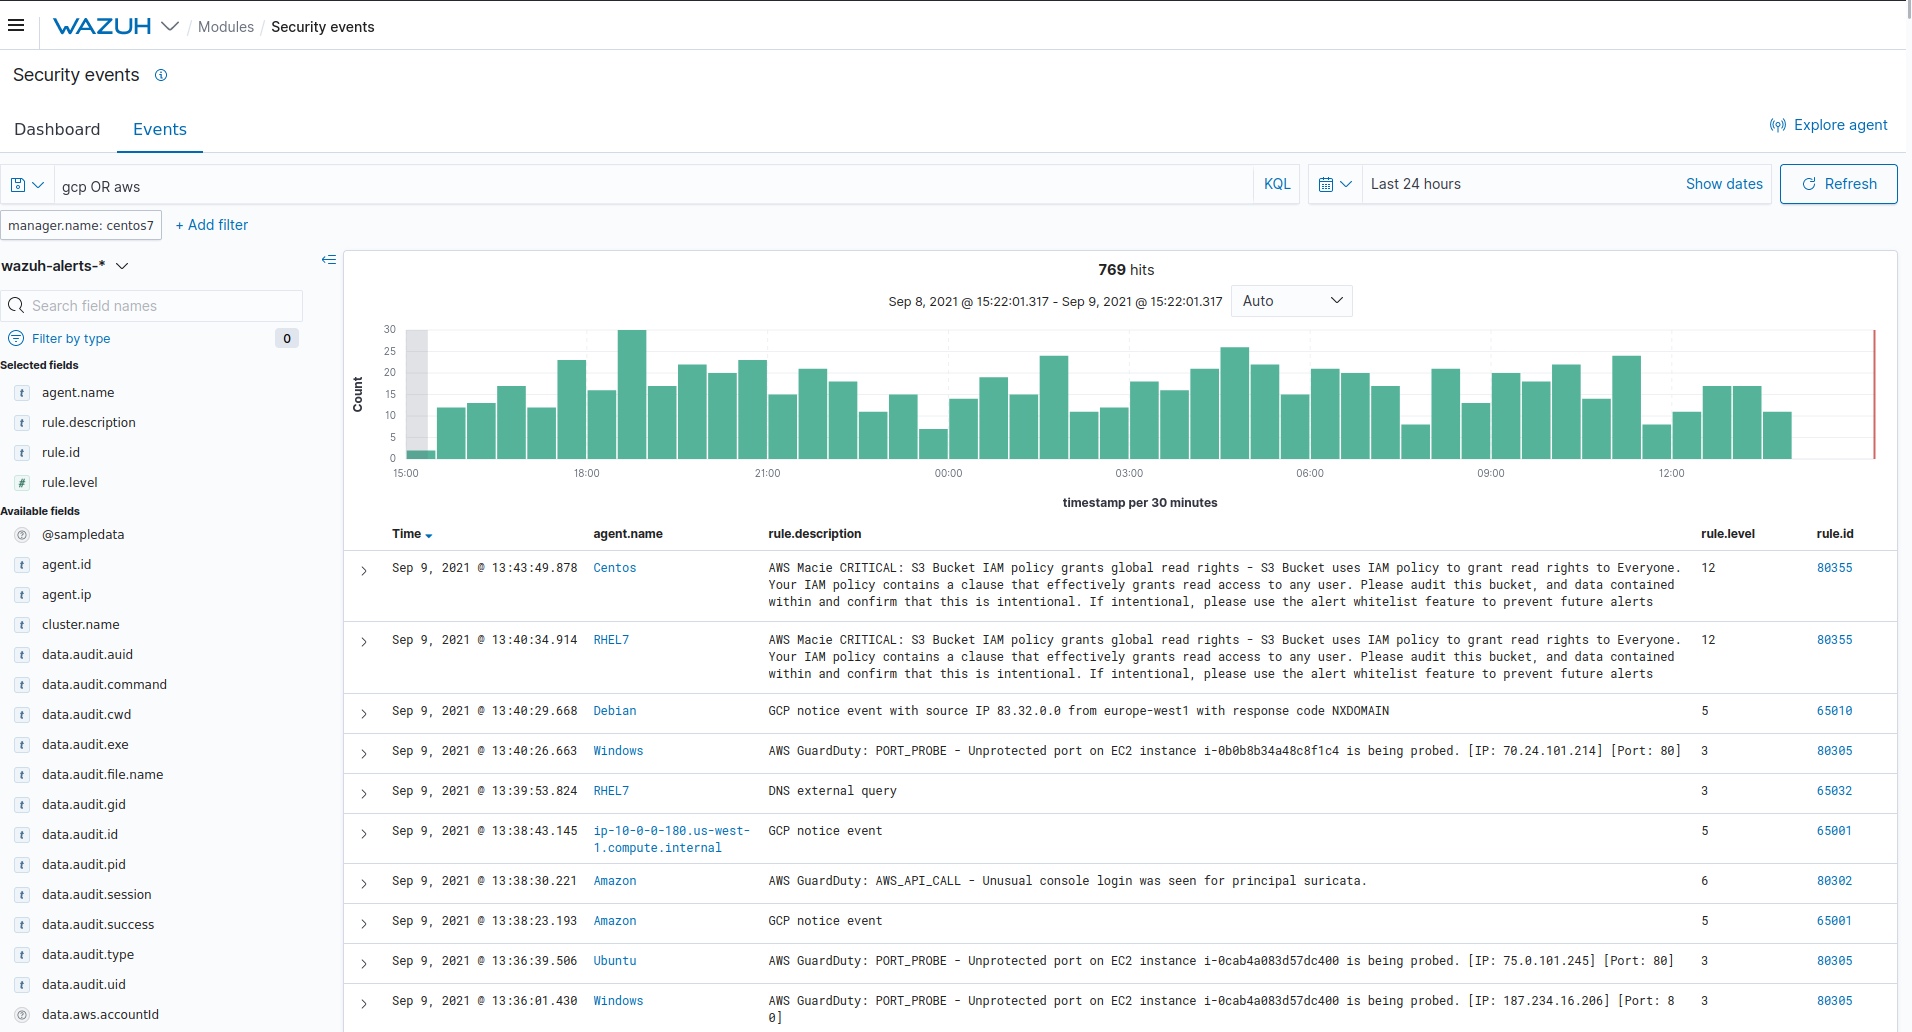 WAZUH / Modules / Security events
Security events
Dashboard Events
Explore agent
gcp OR aws KQL Last 24 hours Show dates Refresh
manager.name: centos7 + Add filter
wazuh-alerts-*
Search field names
Filter by type 0
Selected fields
t agent.name
t rule.description
t rule.id
# rule.level
Available fields
@sampledata
t agent.id
t agent.ip
t cluster.name
t data.audit.auid
t data.audit.command
t data.audit.cwd
t data.audit.exe
t data.audit.file.name
t data.audit.gid
t data.audit.id
t data.audit.pid
t data.audit.session
t data.audit.success
t data.audit.type
t data.audit.uid
data.aws.accountId
769 hits
Sep 8, 2021 @ 15:22:01.317 - Sep 9, 2021 @ 15:22:01.317 Auto
Count
30
25
20
15
10
5
0
15:00 18:00 21:00 00:00 03:00 06:00 09:00 12:00
timestamp per 30 minutes
Time agent.name rule.description rule.level rule.id
Sep 9, 2021 @ 13:43:49.878 Centos AWS Macie CRITICAL: S3 Bucket IAM policy grants global read rights - S3 Bucket uses IAM policy to grant read rights to Everyone. 12 80355
Your IAM policy contains a clause that effectively grants read access to any user. Please audit this bucket, and data contained
within and confirm that this is intentional. If intentional, please use the alert whitelist feature to prevent future alerts
Sep 9, 2021 @ 13:40:34.914 RHEL7 AWS Macie CRITICAL: S3 Bucket IAM policy grants global read rights - S3 Bucket uses IAM policy to grant read rights to Everyone. 12 80355
Your IAM policy contains a clause that effectively grants read access to any user. Please audit this bucket, and data contained
within and confirm that this is intentional. If intentional, please use the alert whitelist feature to prevent future alerts
Sep 9, 2021 @ 13:40:29.668 Debian GCP notice event with source IP 83.32.0.0 from europe-west1 with response code NXDOMAIN 5 65010
Sep 9, 2021 @ 13:40:26.663 Windows AWS GuardDuty: PORT_PROBE - Unprotected port on EC2 instance i-0b0b8b34a48c8f1c4 is being probed. [IP: 70.24.101.214] [Port: 80] 3 80305
Sep 9, 2021 @ 13:39:53.824 RHEL7 DNS external query 3 65032
Sep 9, 2021 @ 13:38:43.145 ip-10-0-0-180.us-west- GCP notice event 5 65001
1.compute.internal
Sep 9, 2021 @ 13:38:30.221 Amazon AWS GuardDuty: AWS_API_CALL - Unusual console login was seen for principal suricata. 6 80302
Sep 9, 2021 @ 13:38:23.193 Amazon GCP notice event 5 65001
Sep 9, 2021 @ 13:36:39.506 Ubuntu AWS GuardDuty: PORT_PROBE - Unprotected port on EC2 instance i-0cab4a083d57dc400 is being probed. [IP: 75.0.101.245] [Port: 80] 3 80305
Sep 9, 2021 @ 13:36:01.430 Windows AWS GuardDuty: PORT_PROBE - Unprotected port on EC2 instance i-0cab4a083d57dc400 is being probed. [IP: 187.234.16.206] [Port: 8 3 80305
0]